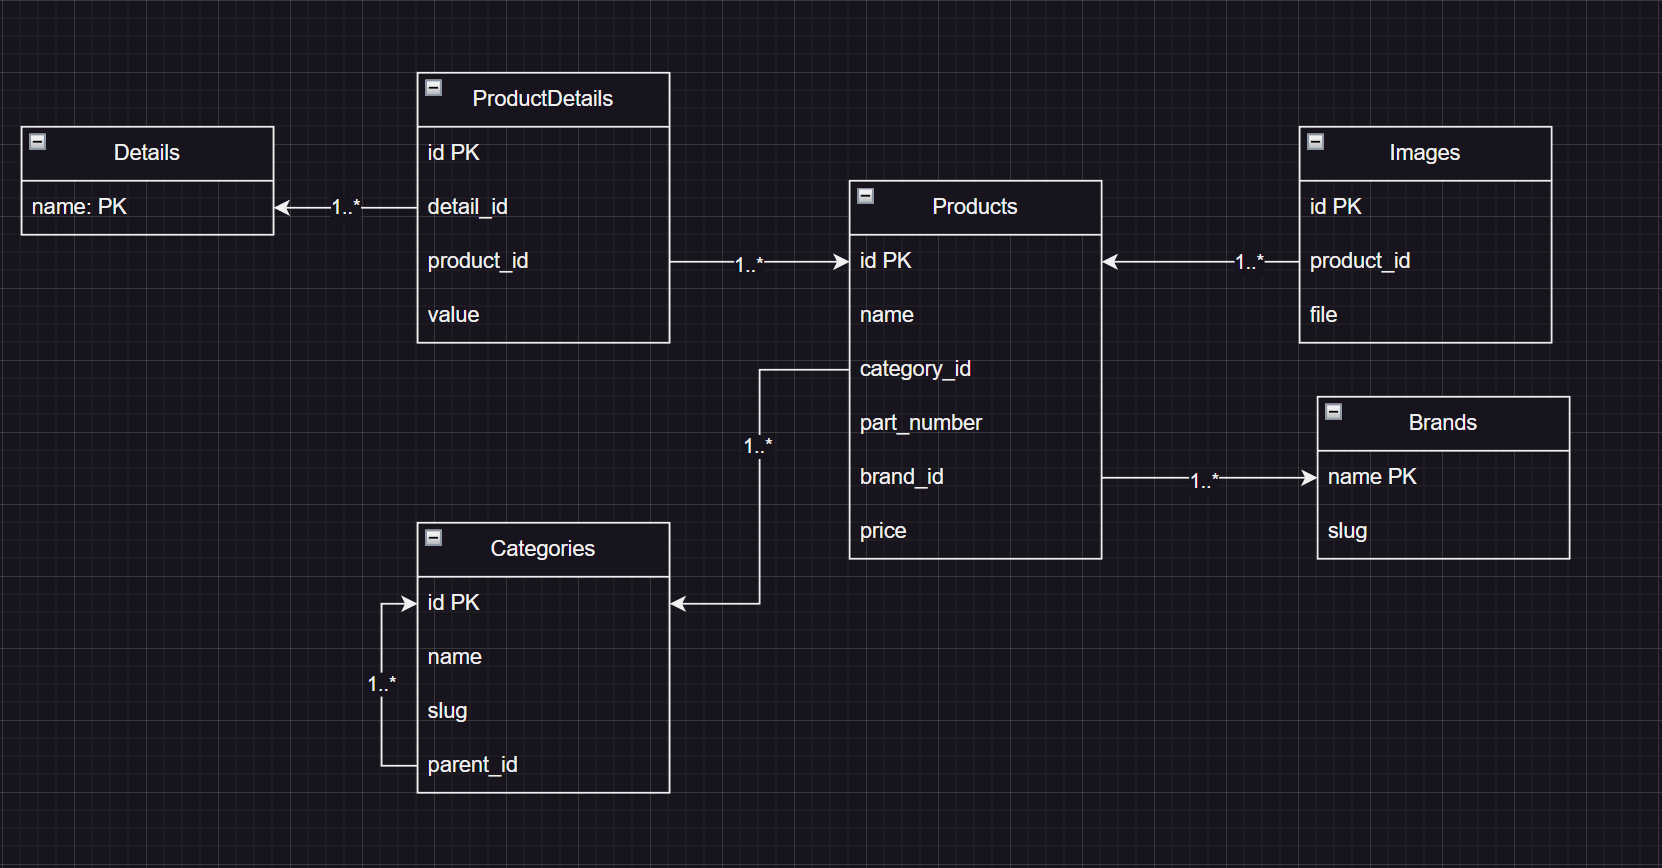 Details
name: PK
1..*
ProductDetails
id PK
detail_id
product_id
value
1..*
Products
id PK
name
category_id
part_number
brand_id
price
1..*
Images
id PK
product_id
file
1..*
Brands
name PK
slug
1..*
Categories
id PK
name
slug
parent_id
1..*